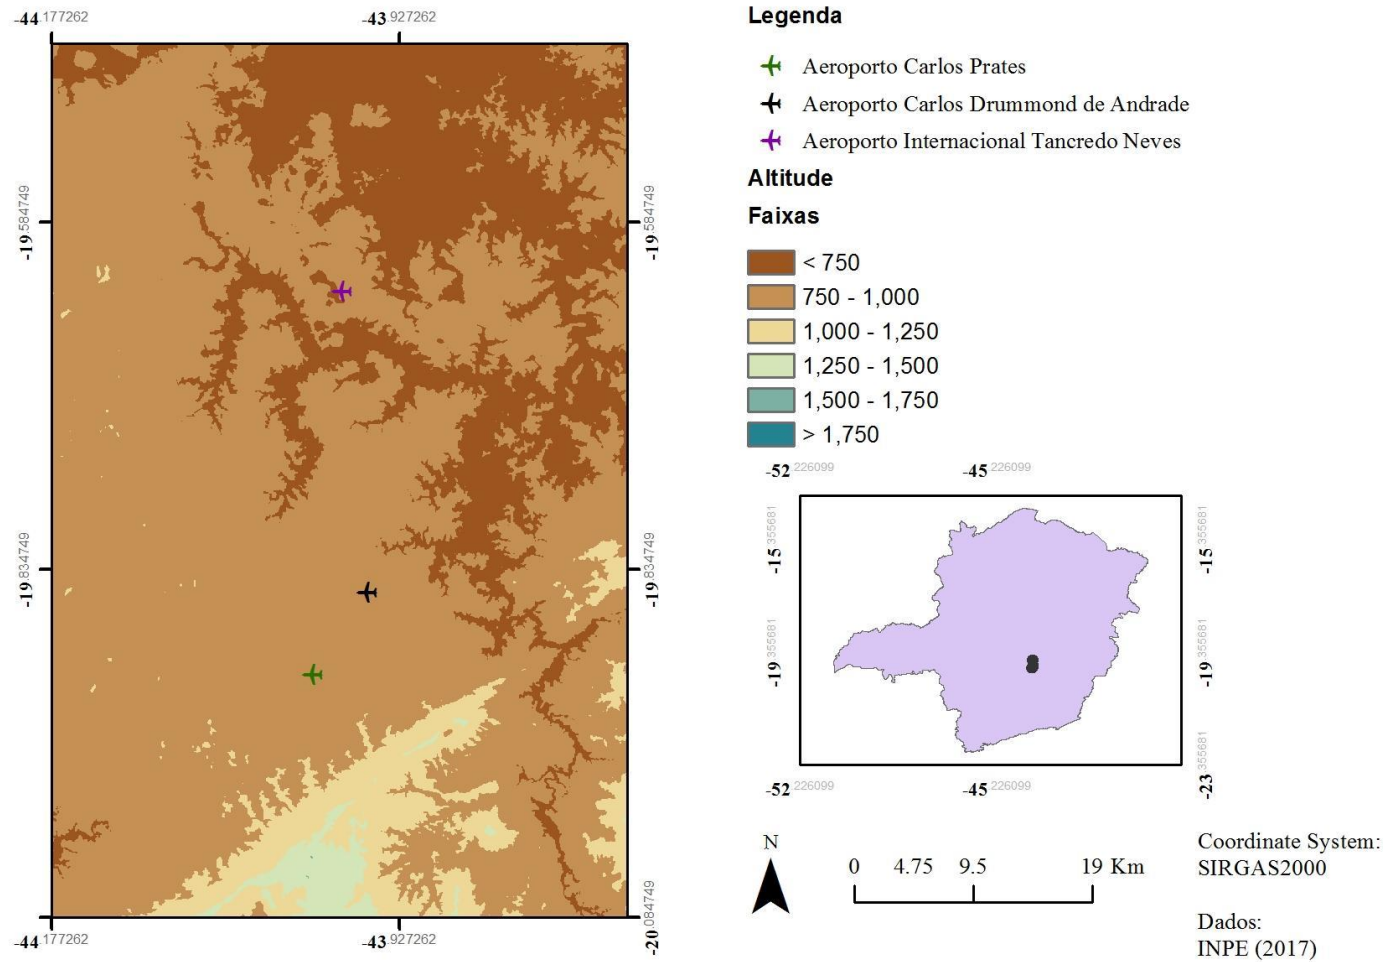 -44.177262
-43.927262
-19.584749
-19.584749
-19.834749
-19.834749
-20.084749
-44.177262
-43.927262
Legenda
Aeroporto Carlos Prates
Aeroporto Carlos Drummond de Andrade
Aeroporto Internacional Tancredo Neves
Altitude
Faixas
< 750
750 - 1,000
1,000 - 1,250
1,250 - 1,500
1,500 - 1,750
> 1,750
-52.226099
-45.226099
-15.355681
-15.355681
-19.355681
-19.355681
-23.355681
-52.226099
-45.226099
N
0 4.75 9.5 19 Km
Coordinate System:
SIRGAS2000
Dados:
INPE (2017)